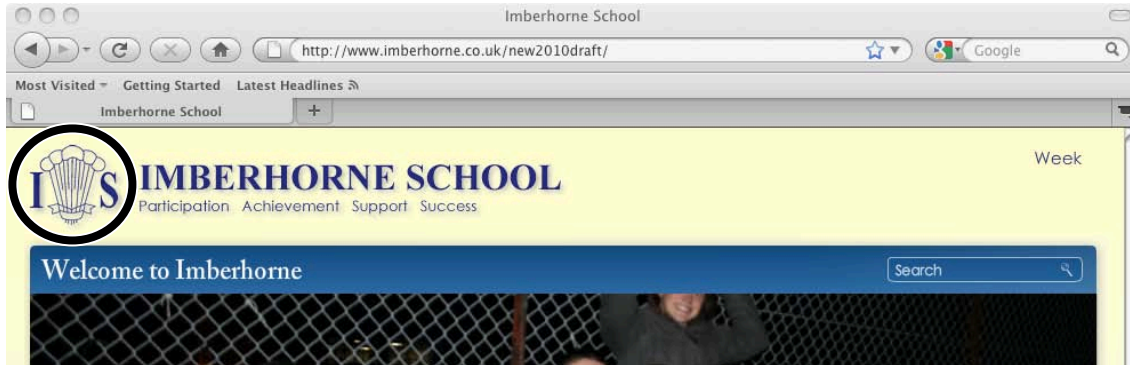 Imberhorne School
http://www.imberhorne.co.uk/new2010draft/
Google
Most Visited Getting Started Latest Headlines
Imberhorne School +
I S
IMBERHORNE SCHOOL
Week
Participation Achievement Support Success
Welcome to Imberhorne
Search